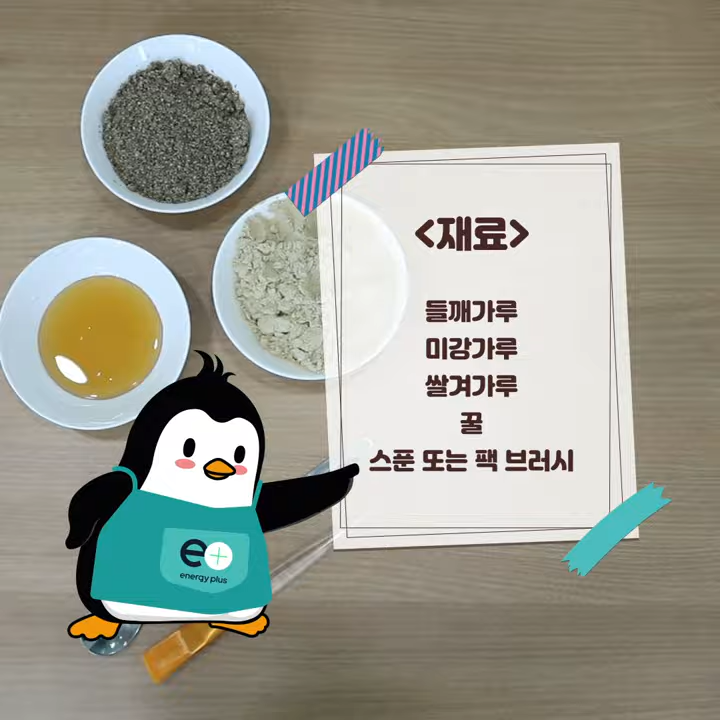 <재료>
들깨가루
미강가루
쌀겨가루
꿀
스푼 또는 팩 브러시
e+
energy plus